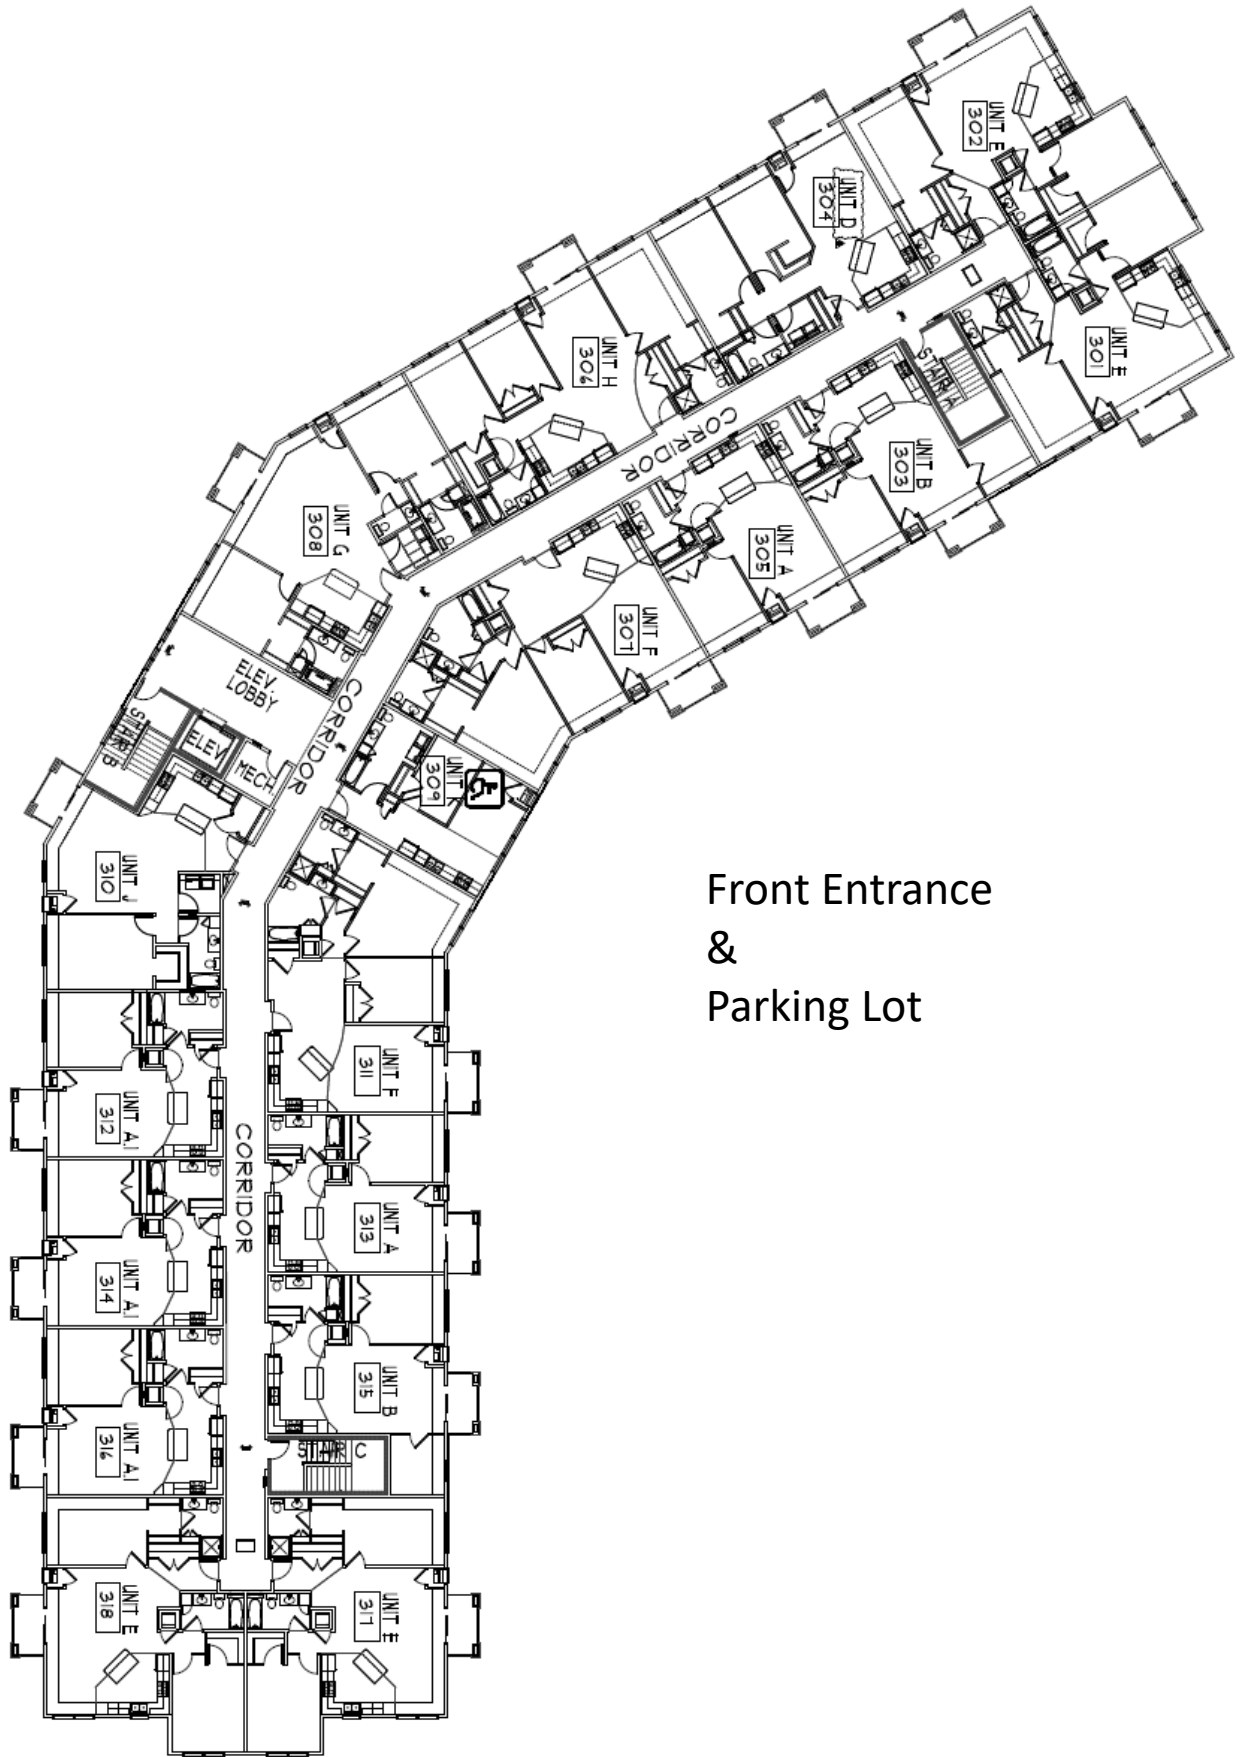 UNIT E
302
UNIT D
304
UNIT E
301
STAIR A
UNIT H
306
CORRIDOR
UNIT B
303
UNIT G
308
UNIT A
305
UNIT F
307
ELEV.
LOBBY
CORRIDOR
STAIR B
ELEV
MECH.
UNIT
309
UNIT J
310
Front Entrance
&
Parking Lot
UNIT F
311
UNIT A.1
312
CORRIDOR
UNIT A
313
UNIT A.1
314
UNIT B
315
UNIT A.1
316
STAIR C
UNIT E
318
UNIT E
317